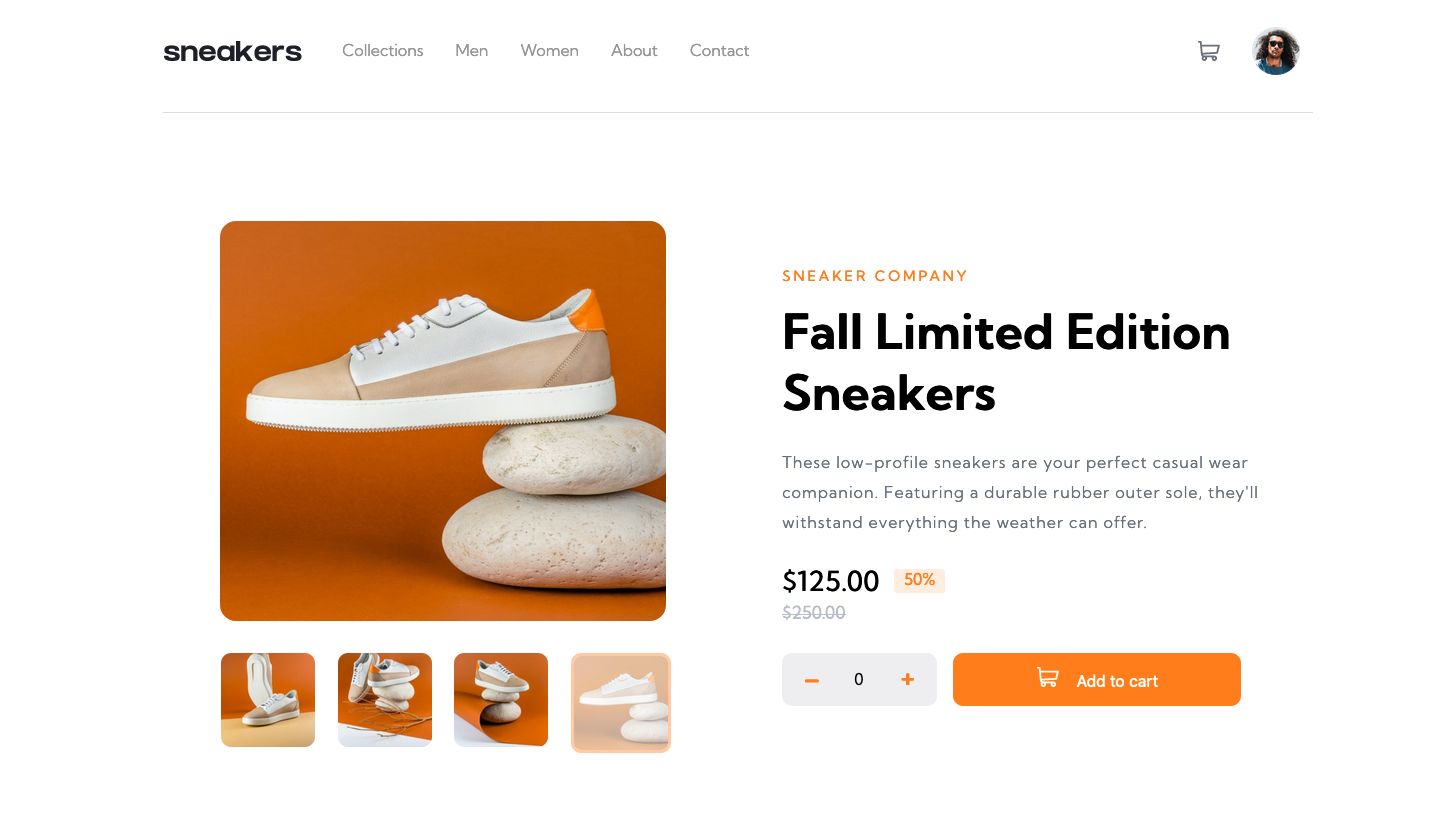 sneakers Collections Men Women About Contact
SNEAKER COMPANY
Fall Limited Edition
Sneakers
These low-profile sneakers are your perfect casual wear
companion. Featuring a durable rubber outer sole, they'll
withstand everything the weather can offer.
$125.00 50%
$250.00
0 Add to cart